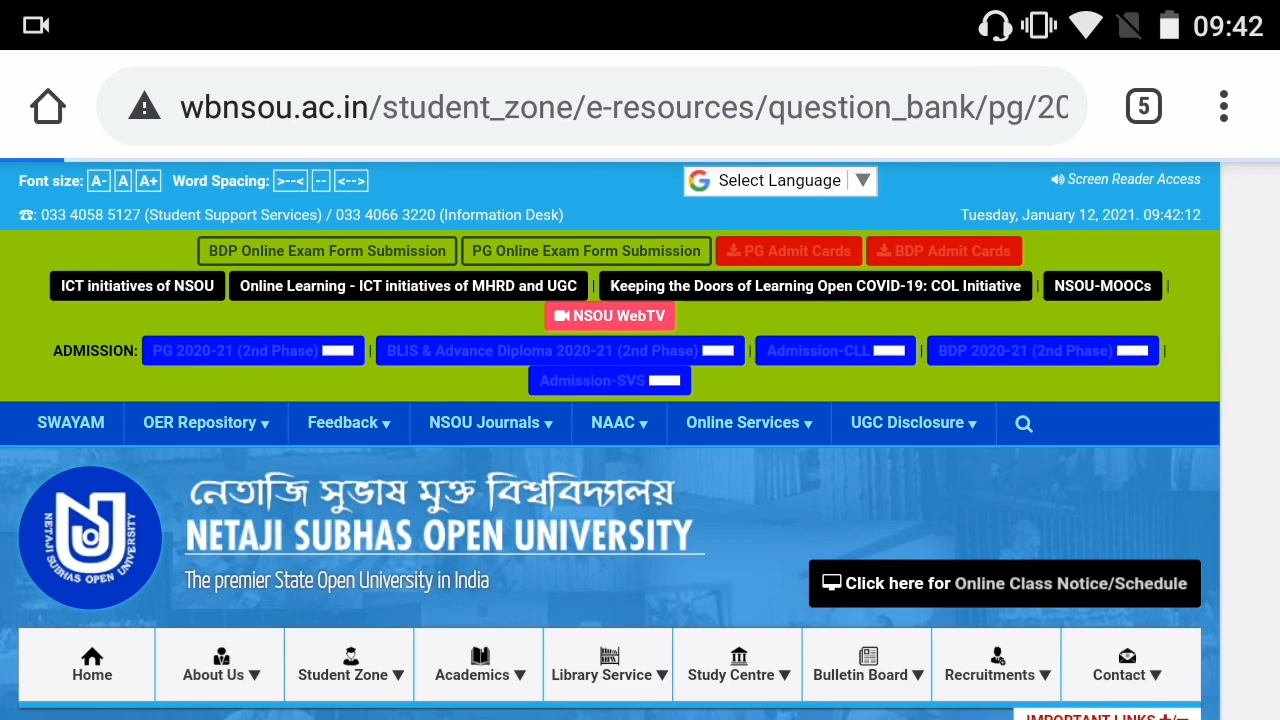 09:42
wbnsou.ac.in/student_zone/e-resources/question_bank/pg/20
5
Font size: A- A A+ Word Spacing: >--< -- <-->
Select Language ▼
Screen Reader Access
☎: 033 4058 5127 (Student Support Services) / 033 4066 3220 (Information Desk)
Tuesday, January 12, 2021. 09:42:12
BDP Online Exam Form Submission PG Online Exam Form Submission PG Admit Cards BDP Admit Cards
ICT initiatives of NSOU Online Learning - ICT initiatives of MHRD and UGC | Keeping the Doors of Learning Open COVID-19: COL Initiative | NSOU-MOOCs |
NSOU WebTV
ADMISSION: PG 2020-21 (2nd Phase) | BLIS & Advance Diploma 2020-21 (2nd Phase) | Admission-CLL | BDP 2020-21 (2nd Phase) |
Admission-SVS
SWAYAM OER Repository ▼ Feedback ▼ NSOU Journals ▼ NAAC ▼ Online Services ▼ UGC Disclosure ▼
নেতাজি সুভাষ মুক্ত বিশ্ববিদ্যালয়
NETAJI SUBHAS OPEN UNIVERSITY
NETAJI SUBHAS OPEN UNIVERSITY
The premier State Open University in India
Click here for Online Class Notice/Schedule
Home About Us ▼ Student Zone ▼ Academics ▼ Library Service ▼ Study Centre ▼ Bulletin Board ▼ Recruitments ▼ Contact ▼
IMPORTANT LINKS +/−